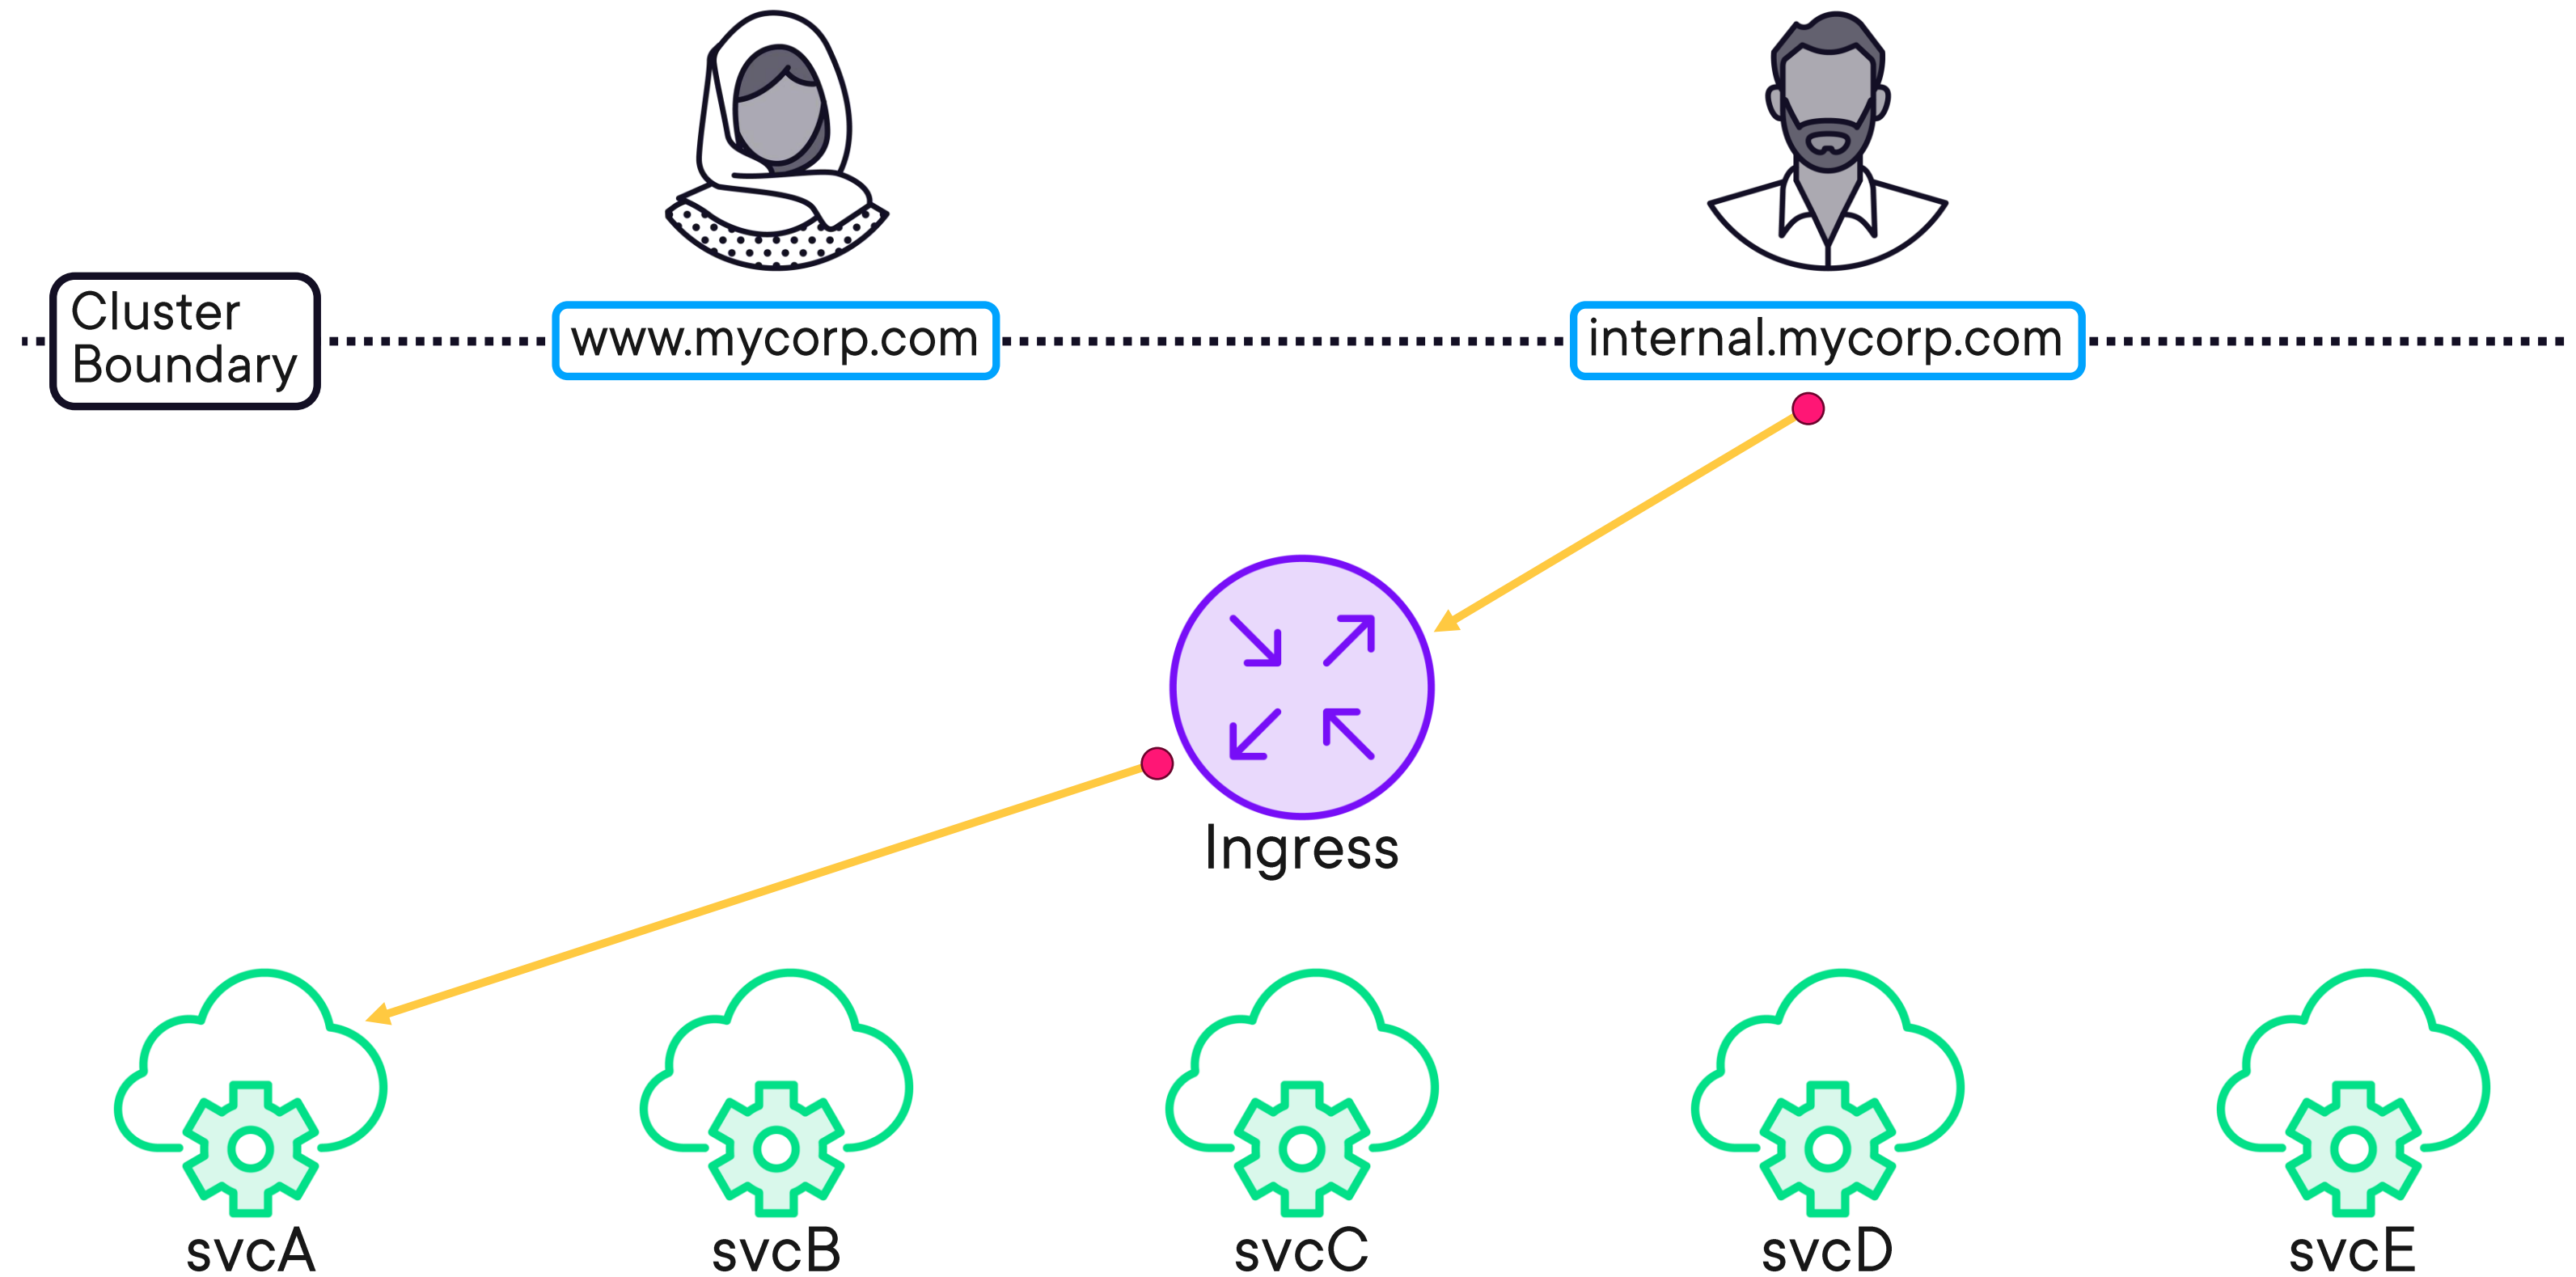 Cluster
Boundary
www.mycorp.com
internal.mycorp.com
Ingress
svcA
svcB
svcC
svcD
svcE